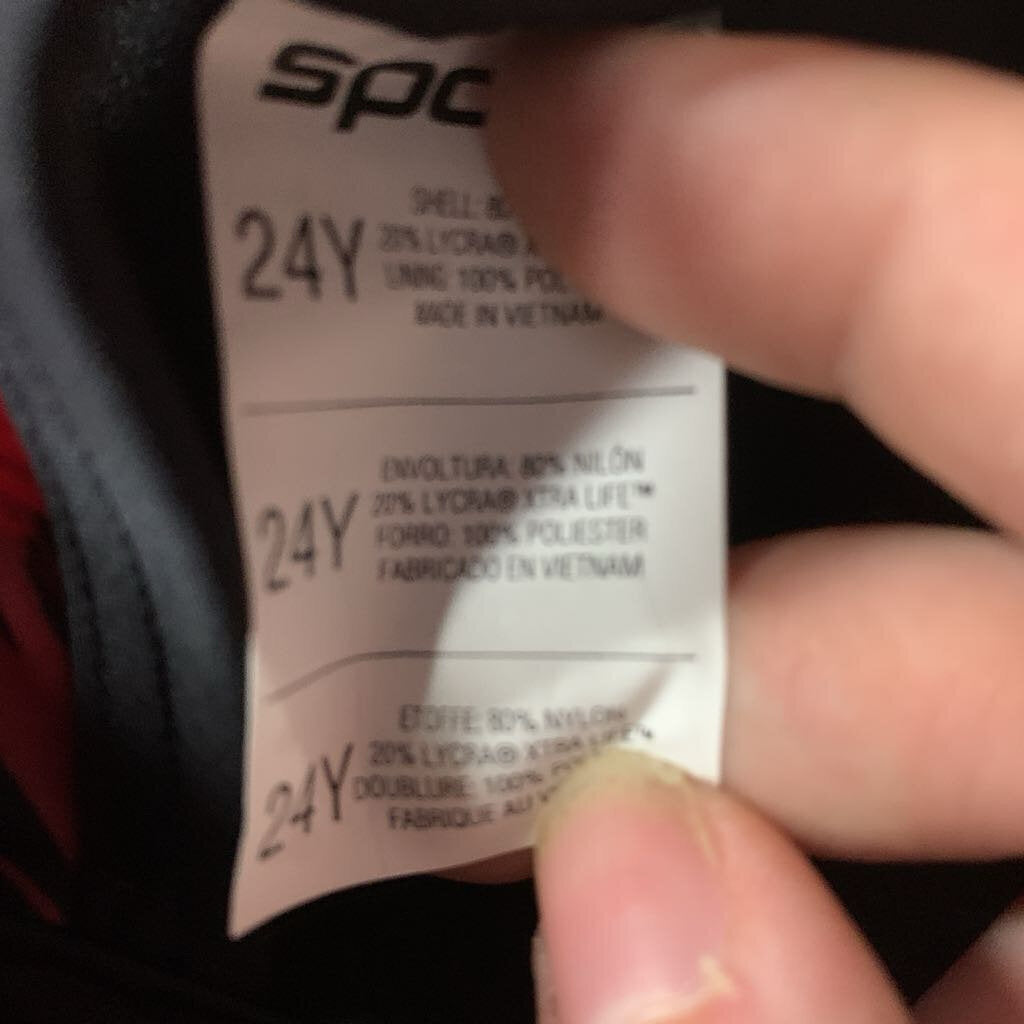 spo
24Y
SHELL: 80
20% LYCRA® X
LINING: 100% POL
MADE IN VIETNAM
24Y
ENVOLTURA: 80% NILÓN
20% LYCRA® XTRA LIFE™
FORRO: 100% POLIESTER
FABRICADO EN VIETNAM
24Y
ÉTOFFE: 80% NYLON
20% LYCRA® XTRA LIFE™
DOUBLURE: 100%
FABRIQUE AU